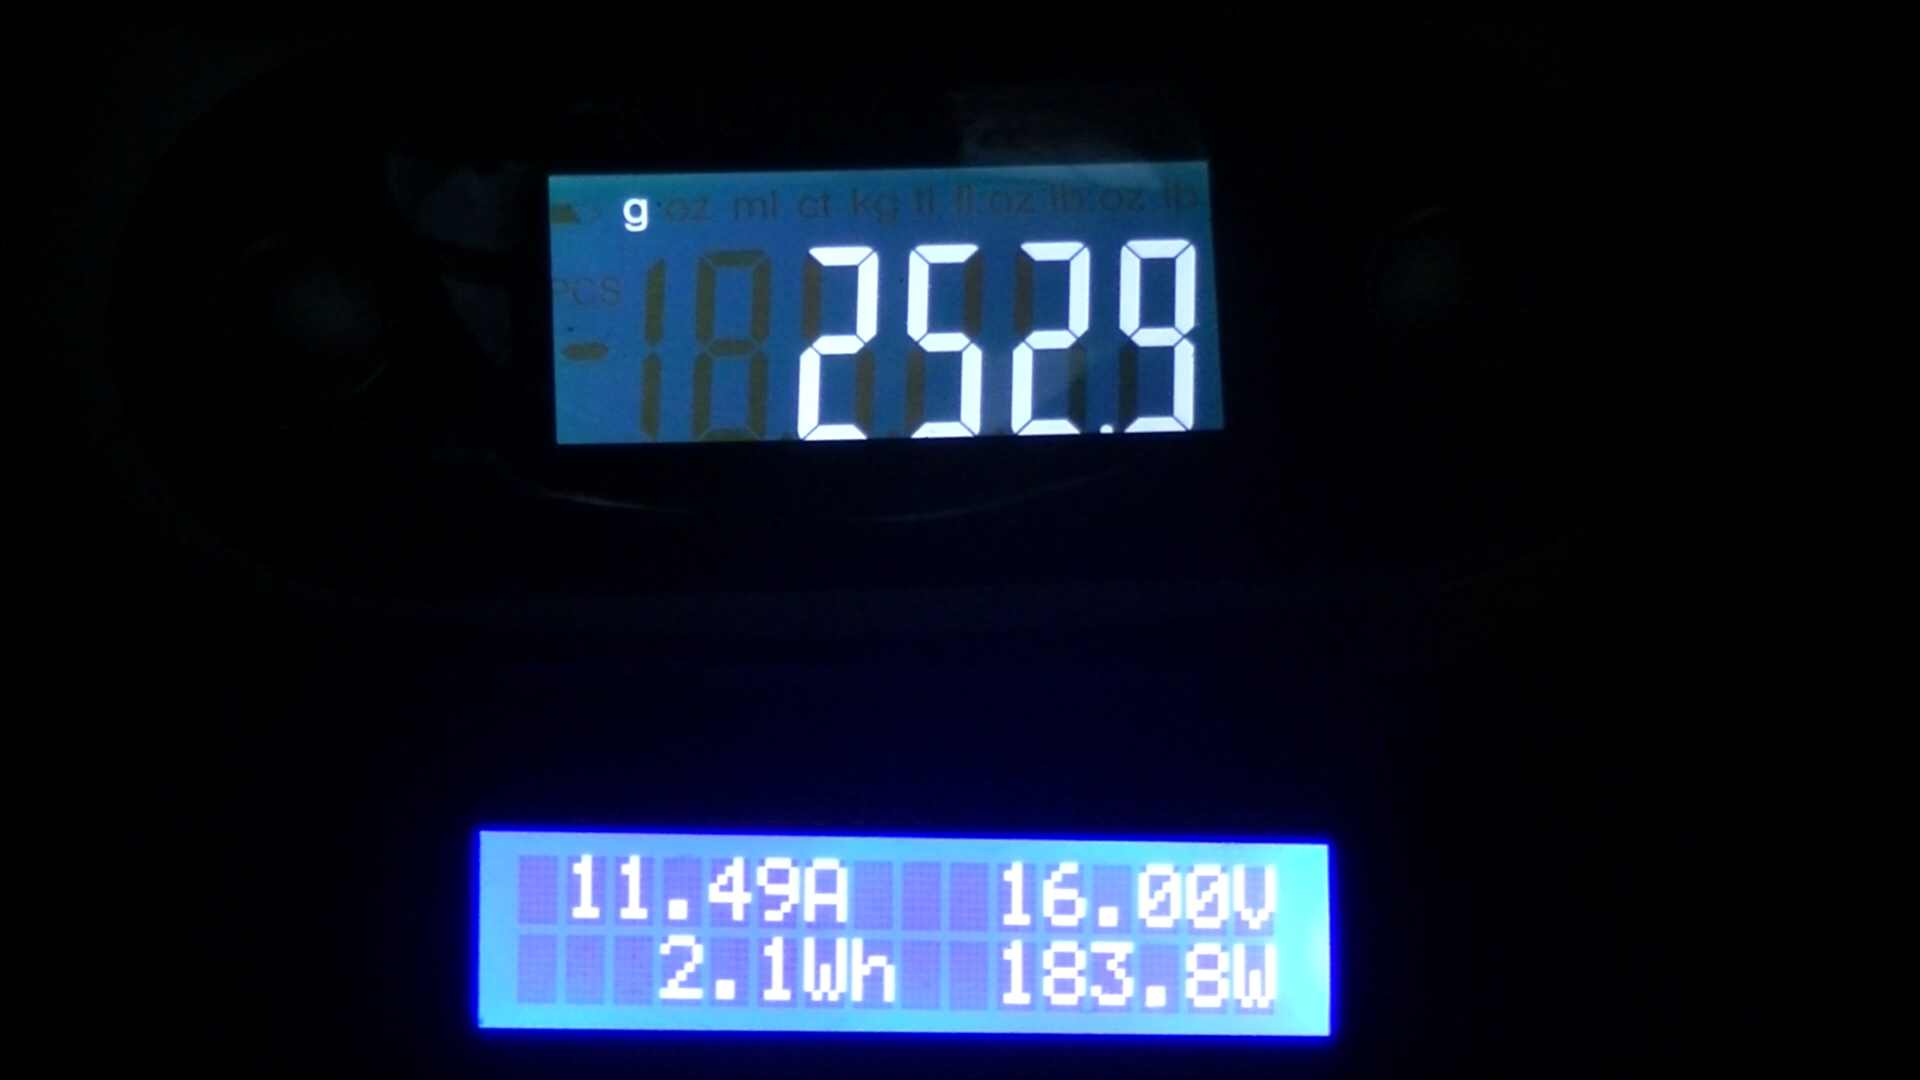 g oz ml ct kg tl fl:oz lb:oz lb
PCS
252.9
11.49A 16.00V
2.1Wh 183.8W